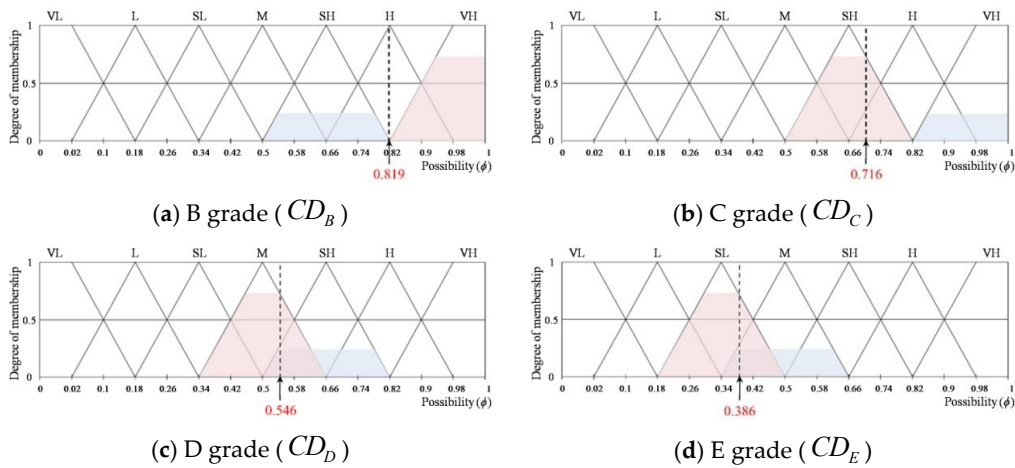 VL L SL M SH H VH
1
Degree of membership
0.5
0
0 0.02 0.1 0.18 0.26 0.34 0.42 0.5 0.58 0.66 0.74 0.82 0.9 0.98 1
Possibility (ϕ)
0.819
(a) B grade ( CD_B )
VL L SL M SH H VH
1
Degree of membership
0.5
0
0 0.02 0.1 0.18 0.26 0.34 0.42 0.5 0.58 0.66 0.74 0.82 0.9 0.98 1
Possibility (ϕ)
0.716
(b) C grade ( CD_C )
VL L SL M SH H VH
1
Degree of membership
0.5
0
0 0.02 0.1 0.18 0.26 0.34 0.42 0.5 0.58 0.66 0.74 0.82 0.9 0.98 1
Possibility (ϕ)
0.546
(c) D grade ( CD_D )
VL L SL M SH H VH
1
Degree of membership
0.5
0
0 0.02 0.1 0.18 0.26 0.34 0.42 0.5 0.58 0.66 0.74 0.82 0.9 0.98 1
Possibility (ϕ)
0.386
(d) E grade ( CD_E )